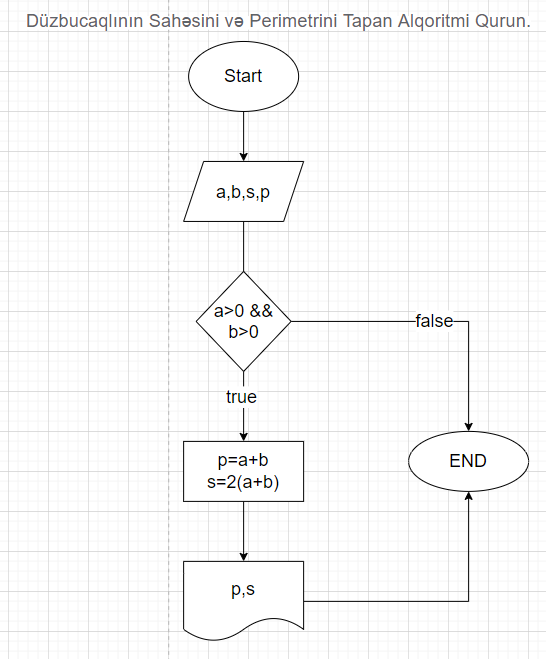 Düzbucaqlının Sahəsini və Perimetrini Tapan Alqoritmi Qurun.
Start
a,b,s,p
a>0 &&
b>0
false
true
p=a+b
s=2(a+b)
END
p,s